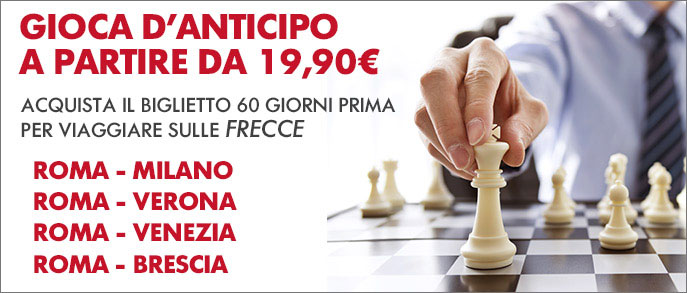 GIOCA D'ANTICIPO
A PARTIRE DA 19,90€
ACQUISTA IL BIGLIETTO 60 GIORNI PRIMA
PER VIAGGIARE SULLE FRECCE
ROMA - MILANO
ROMA - VERONA
ROMA - VENEZIA
ROMA - BRESCIA